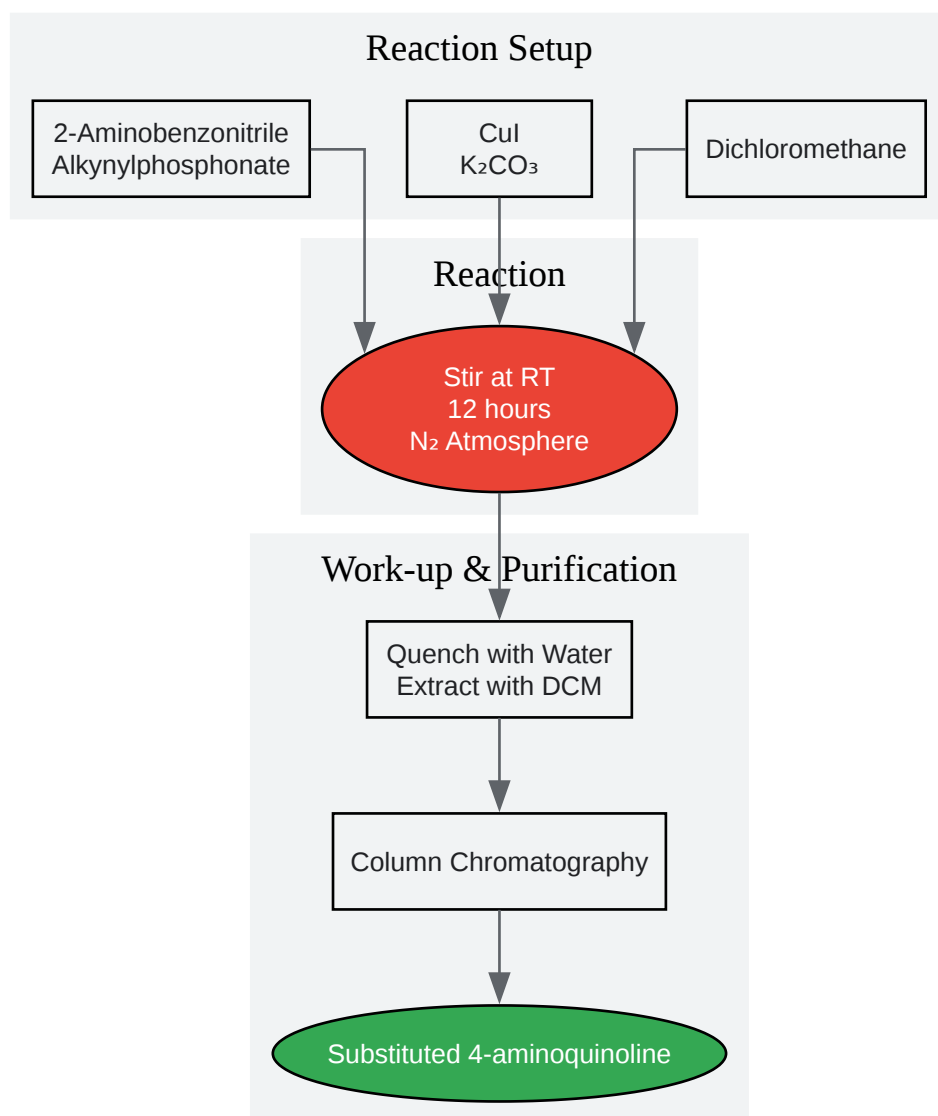 Reaction Setup
2-Aminobenzonitrile
Alkynylphosphonate
CuI
K₂CO₃
Dichloromethane
Reaction
Stir at RT
12 hours
N₂ Atmosphere
Work-up & Purification
Quench with Water
Extract with DCM
Column Chromatography
Substituted 4-aminoquinoline